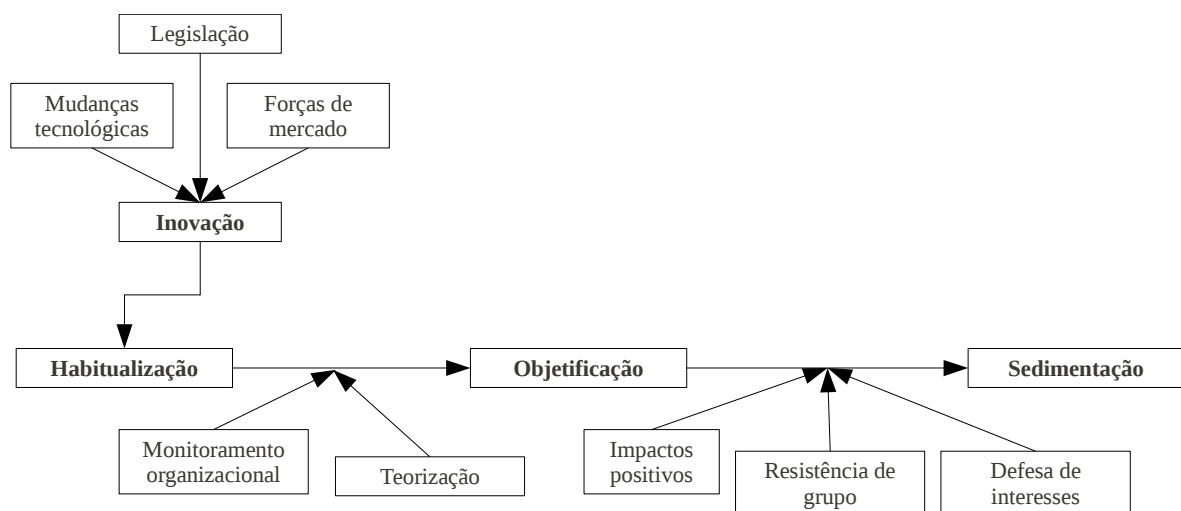 Legislação
Mudanças
tecnológicas
Forças de
mercado
Inovação
Habitualização
Objetificação
Sedimentação
Monitoramento
organizacional
Teorização
Impactos
positivos
Resistência de
grupo
Defesa de
interesses